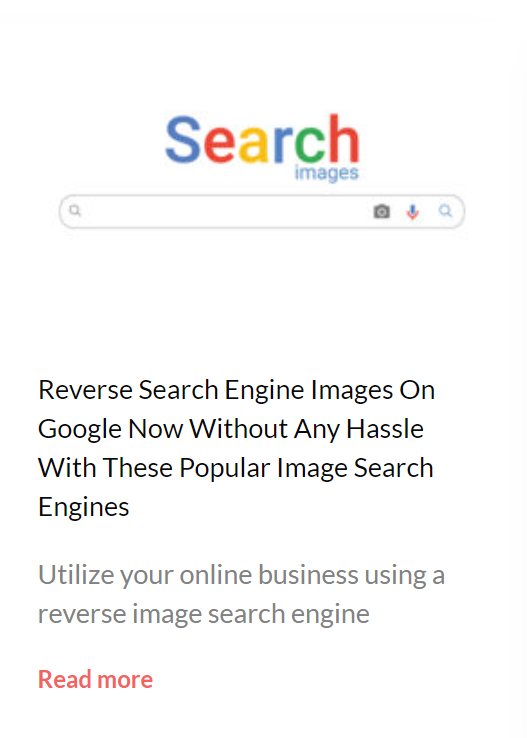 Search
images
Reverse Search Engine Images On
Google Now Without Any Hassle
With These Popular Image Search
Engines
Utilize your online business using a
reverse image search engine
Read more